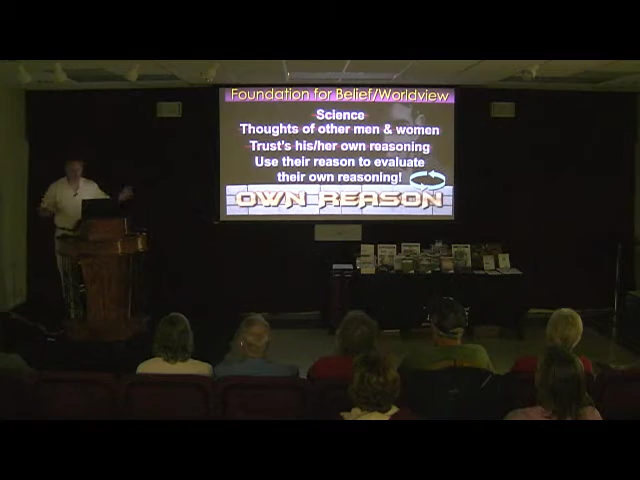 Foundation for Belief/Worldview
Science
Thoughts of other men & women
Trust's his/her own reasoning
Use their reason to evaluate
their own reasoning!
OWN REASON